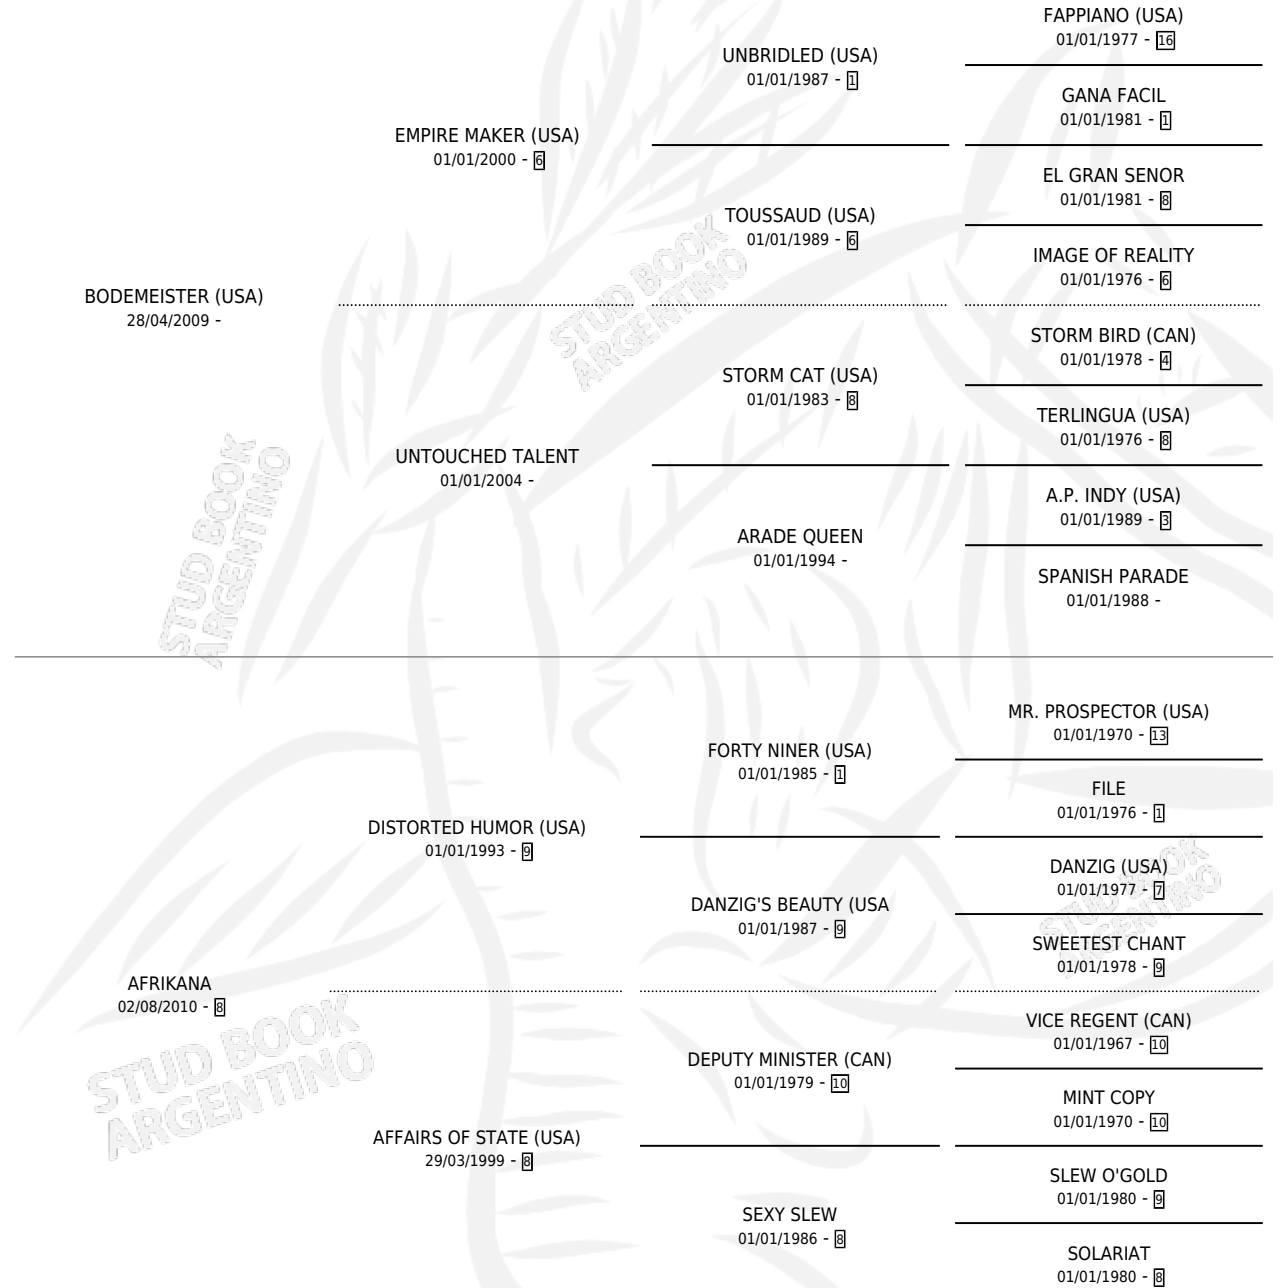 FAPPIANO (USA)
01/01/1977 - 16
UNBRIDLED (USA)
01/01/1987 - 1
GANA FACIL
01/01/1981 - 1
EMPIRE MAKER (USA)
01/01/2000 - 6
EL GRAN SENOR
01/01/1981 - 8
TOUSSAUD (USA)
01/01/1989 - 6
IMAGE OF REALITY
01/01/1976 - 6
BODEMEISTER (USA)
28/04/2009 -
STORM BIRD (CAN)
01/01/1978 - 4
STORM CAT (USA)
01/01/1983 - 8
TERLINGUA (USA)
01/01/1976 - 8
UNTOUCHED TALENT
01/01/2004 -
A.P. INDY (USA)
01/01/1989 - 3
ARADE QUEEN
01/01/1994 -
SPANISH PARADE
01/01/1988 -
STUD BOOK
ARGENTINO
STUD BOOK
ARGENTINO
MR. PROSPECTOR (USA)
01/01/1970 - 13
FORTY NINER (USA)
01/01/1985 - 1
FILE
01/01/1976 - 1
DISTORTED HUMOR (USA)
01/01/1993 - 9
DANZIG (USA)
01/01/1977 - 7
DANZIG'S BEAUTY (USA
01/01/1987 - 9
SWEETEST CHANT
01/01/1978 - 9
AFRIKANA
02/08/2010 - 8
VICE REGENT (CAN)
01/01/1967 - 10
DEPUTY MINISTER (CAN)
01/01/1979 - 10
MINT COPY
01/01/1970 - 10
AFFAIRS OF STATE (USA)
29/03/1999 - 8
SLEW O'GOLD
01/01/1980 - 9
SEXY SLEW
01/01/1986 - 8
SOLARIAT
01/01/1980 - 8
STUD BOOK
ARGENTINO
STUD BOOK
ARGENTINO